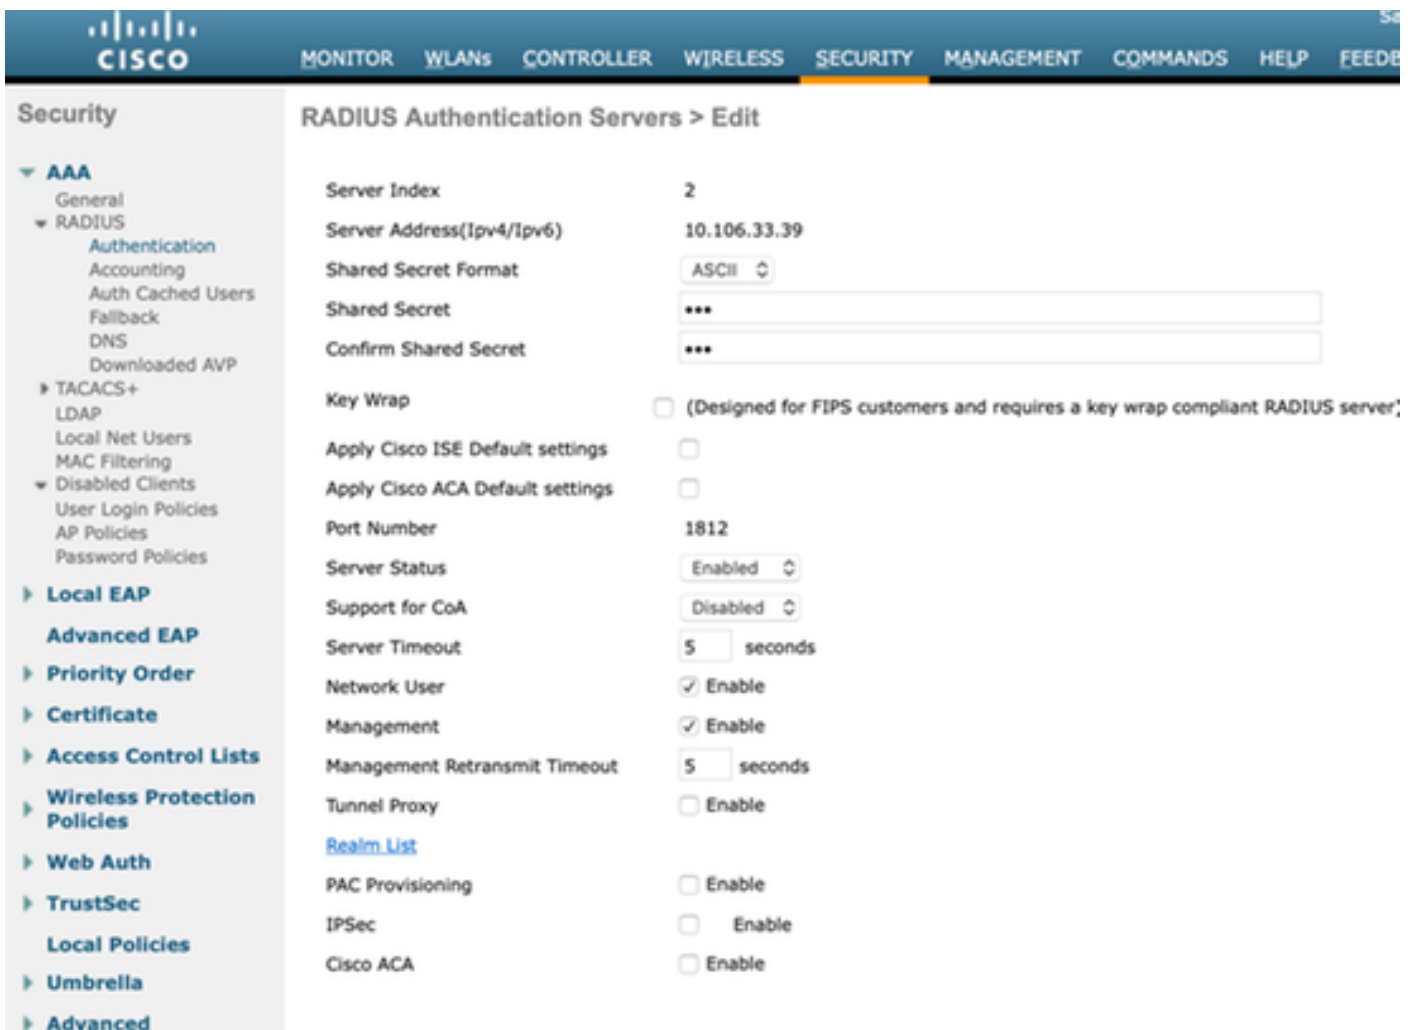 Sa
CISCO
MONITOR WLANs CONTROLLER WIRELESS SECURITY MANAGEMENT COMMANDS HELP FEEDB
Security
AAA
General
RADIUS
Authentication
Accounting
Auth Cached Users
Fallback
DNS
Downloaded AVP
TACACS+
LDAP
Local Net Users
MAC Filtering
Disabled Clients
User Login Policies
AP Policies
Password Policies
Local EAP
Advanced EAP
Priority Order
Certificate
Access Control Lists
Wireless Protection
Policies
Web Auth
TrustSec
Local Policies
Umbrella
Advanced
RADIUS Authentication Servers > Edit
Server Index 2
Server Address(Ipv4/Ipv6) 10.106.33.39
Shared Secret Format ASCII
Shared Secret •••
Confirm Shared Secret •••
Key Wrap (Designed for FIPS customers and requires a key wrap compliant RADIUS server)
Apply Cisco ISE Default settings
Apply Cisco ACA Default settings
Port Number 1812
Server Status Enabled
Support for CoA Disabled
Server Timeout 5 seconds
Network User Enable
Management Enable
Management Retransmit Timeout 5 seconds
Tunnel Proxy Enable
Realm List
PAC Provisioning Enable
IPSec Enable
Cisco ACA Enable